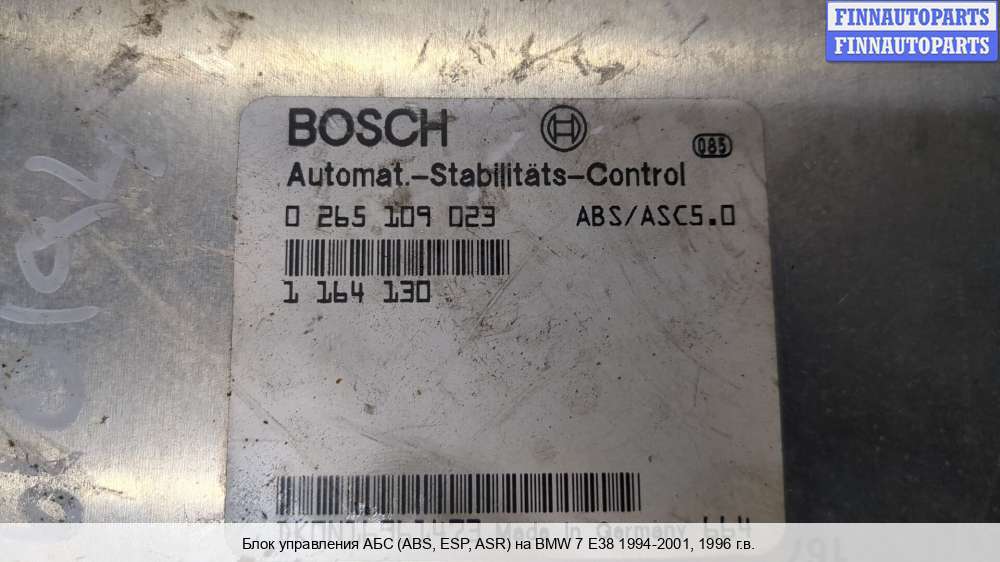 FINNAUTOPARTS
FINNAUTOPARTS
BOSCH
085
Automat.-Stabilitäts-Control
0 265 109 023 ABS/ASC5.0
1 164 130
Made in Germany 664
Блок управления АБС (ABS, ESP, ASR) на BMW 7 E38 1994-2001, 1996 г.в.